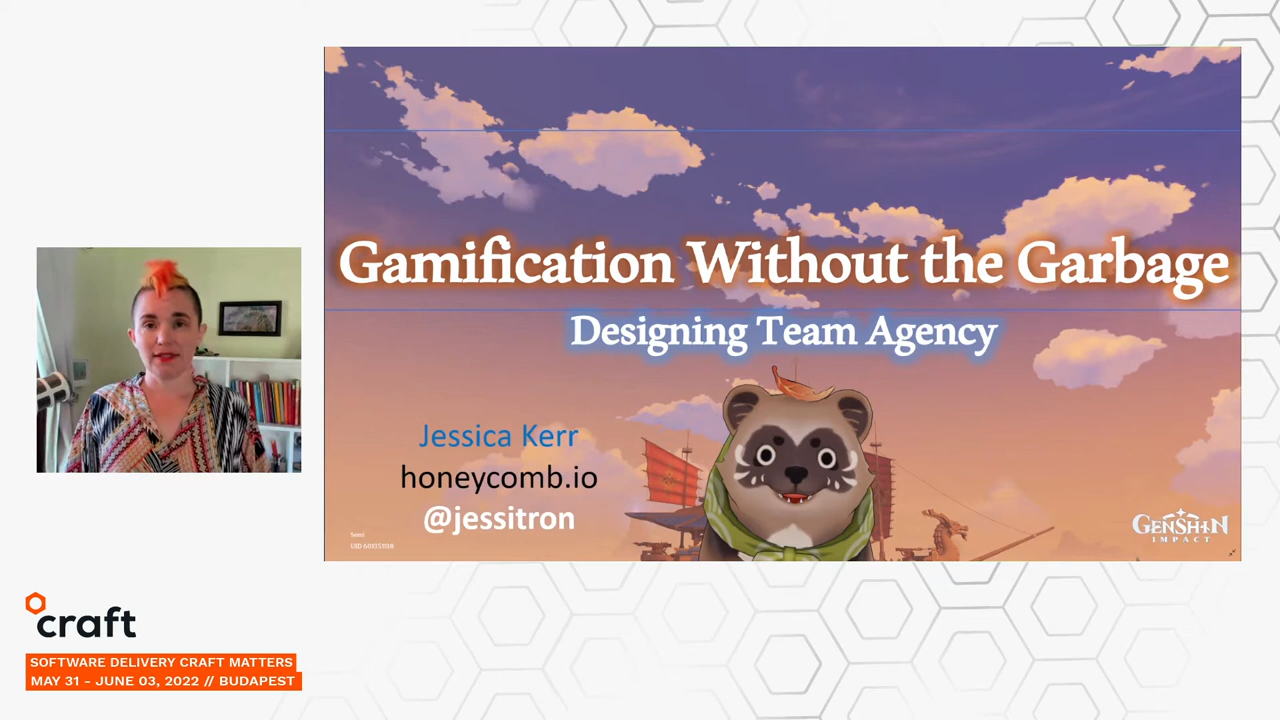 Gamification Without the Garbage
Designing Team Agency
Jessica Kerr
honeycomb.io
@jessitron
GENSHIN
IMPACT
craft
SOFTWARE DELIVERY CRAFT MATTERS
MAY 31 - JUNE 03, 2022 // BUDAPEST